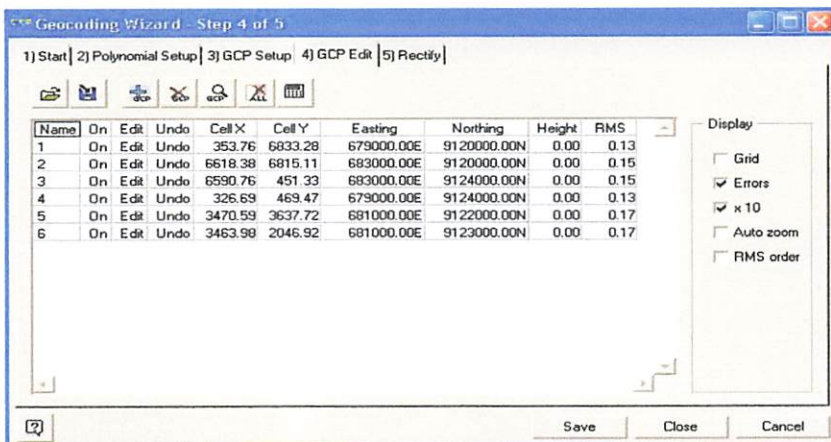 Geocoding Wizard - Step 4 of 5
1) Start 2) Polynomial Setup 3) GCP Setup 4) GCP Edit 5) Rectify
GCP GCP GCP ALL
Name On Edit Undo Cell X Cell Y Easting Northing Height RMS
1 On Edit Undo 353.76 6833.28 679000.00E 9120000.00N 0.00 0.13
2 On Edit Undo 6618.38 6815.11 683000.00E 9120000.00N 0.00 0.15
3 On Edit Undo 6590.76 451.33 683000.00E 9124000.00N 0.00 0.15
4 On Edit Undo 326.69 469.47 679000.00E 9124000.00N 0.00 0.13
5 On Edit Undo 3470.59 3637.72 681000.00E 9122000.00N 0.00 0.17
6 On Edit Undo 3463.98 2046.92 681000.00E 9123000.00N 0.00 0.17
Display
Grid
Errors
x 10
Auto zoom
RMS order
? Save Close Cancel